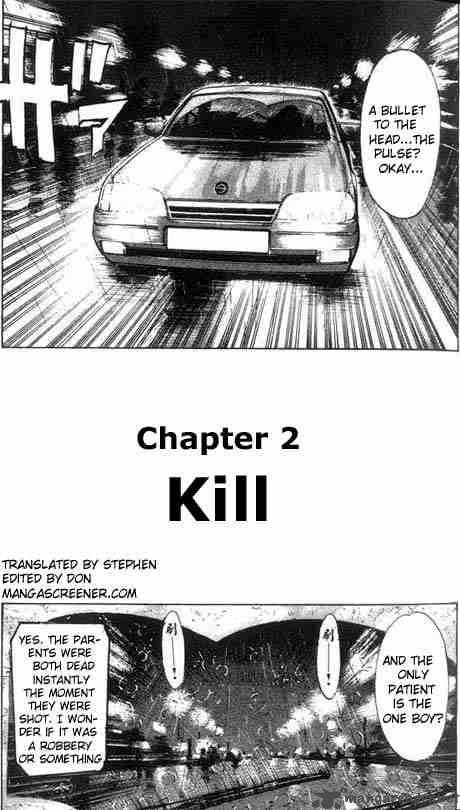 A BULLET
TO THE
HEAD...THE
PULSE?
OKAY...
Chapter 2
Kill
TRANSLATED BY STEPHEN
EDITED BY DON
MANGASCREENER.COM
AND THE
ONLY
PATIENT
IS THE
ONE BOY?
YES. THE PAR-
ENTS WERE
BOTH DEAD
INSTANTLY
THE MOMENT
THEY WERE
SHOT. I WON-
DER IF IT WAS
A ROBBERY
OR SOMETHING